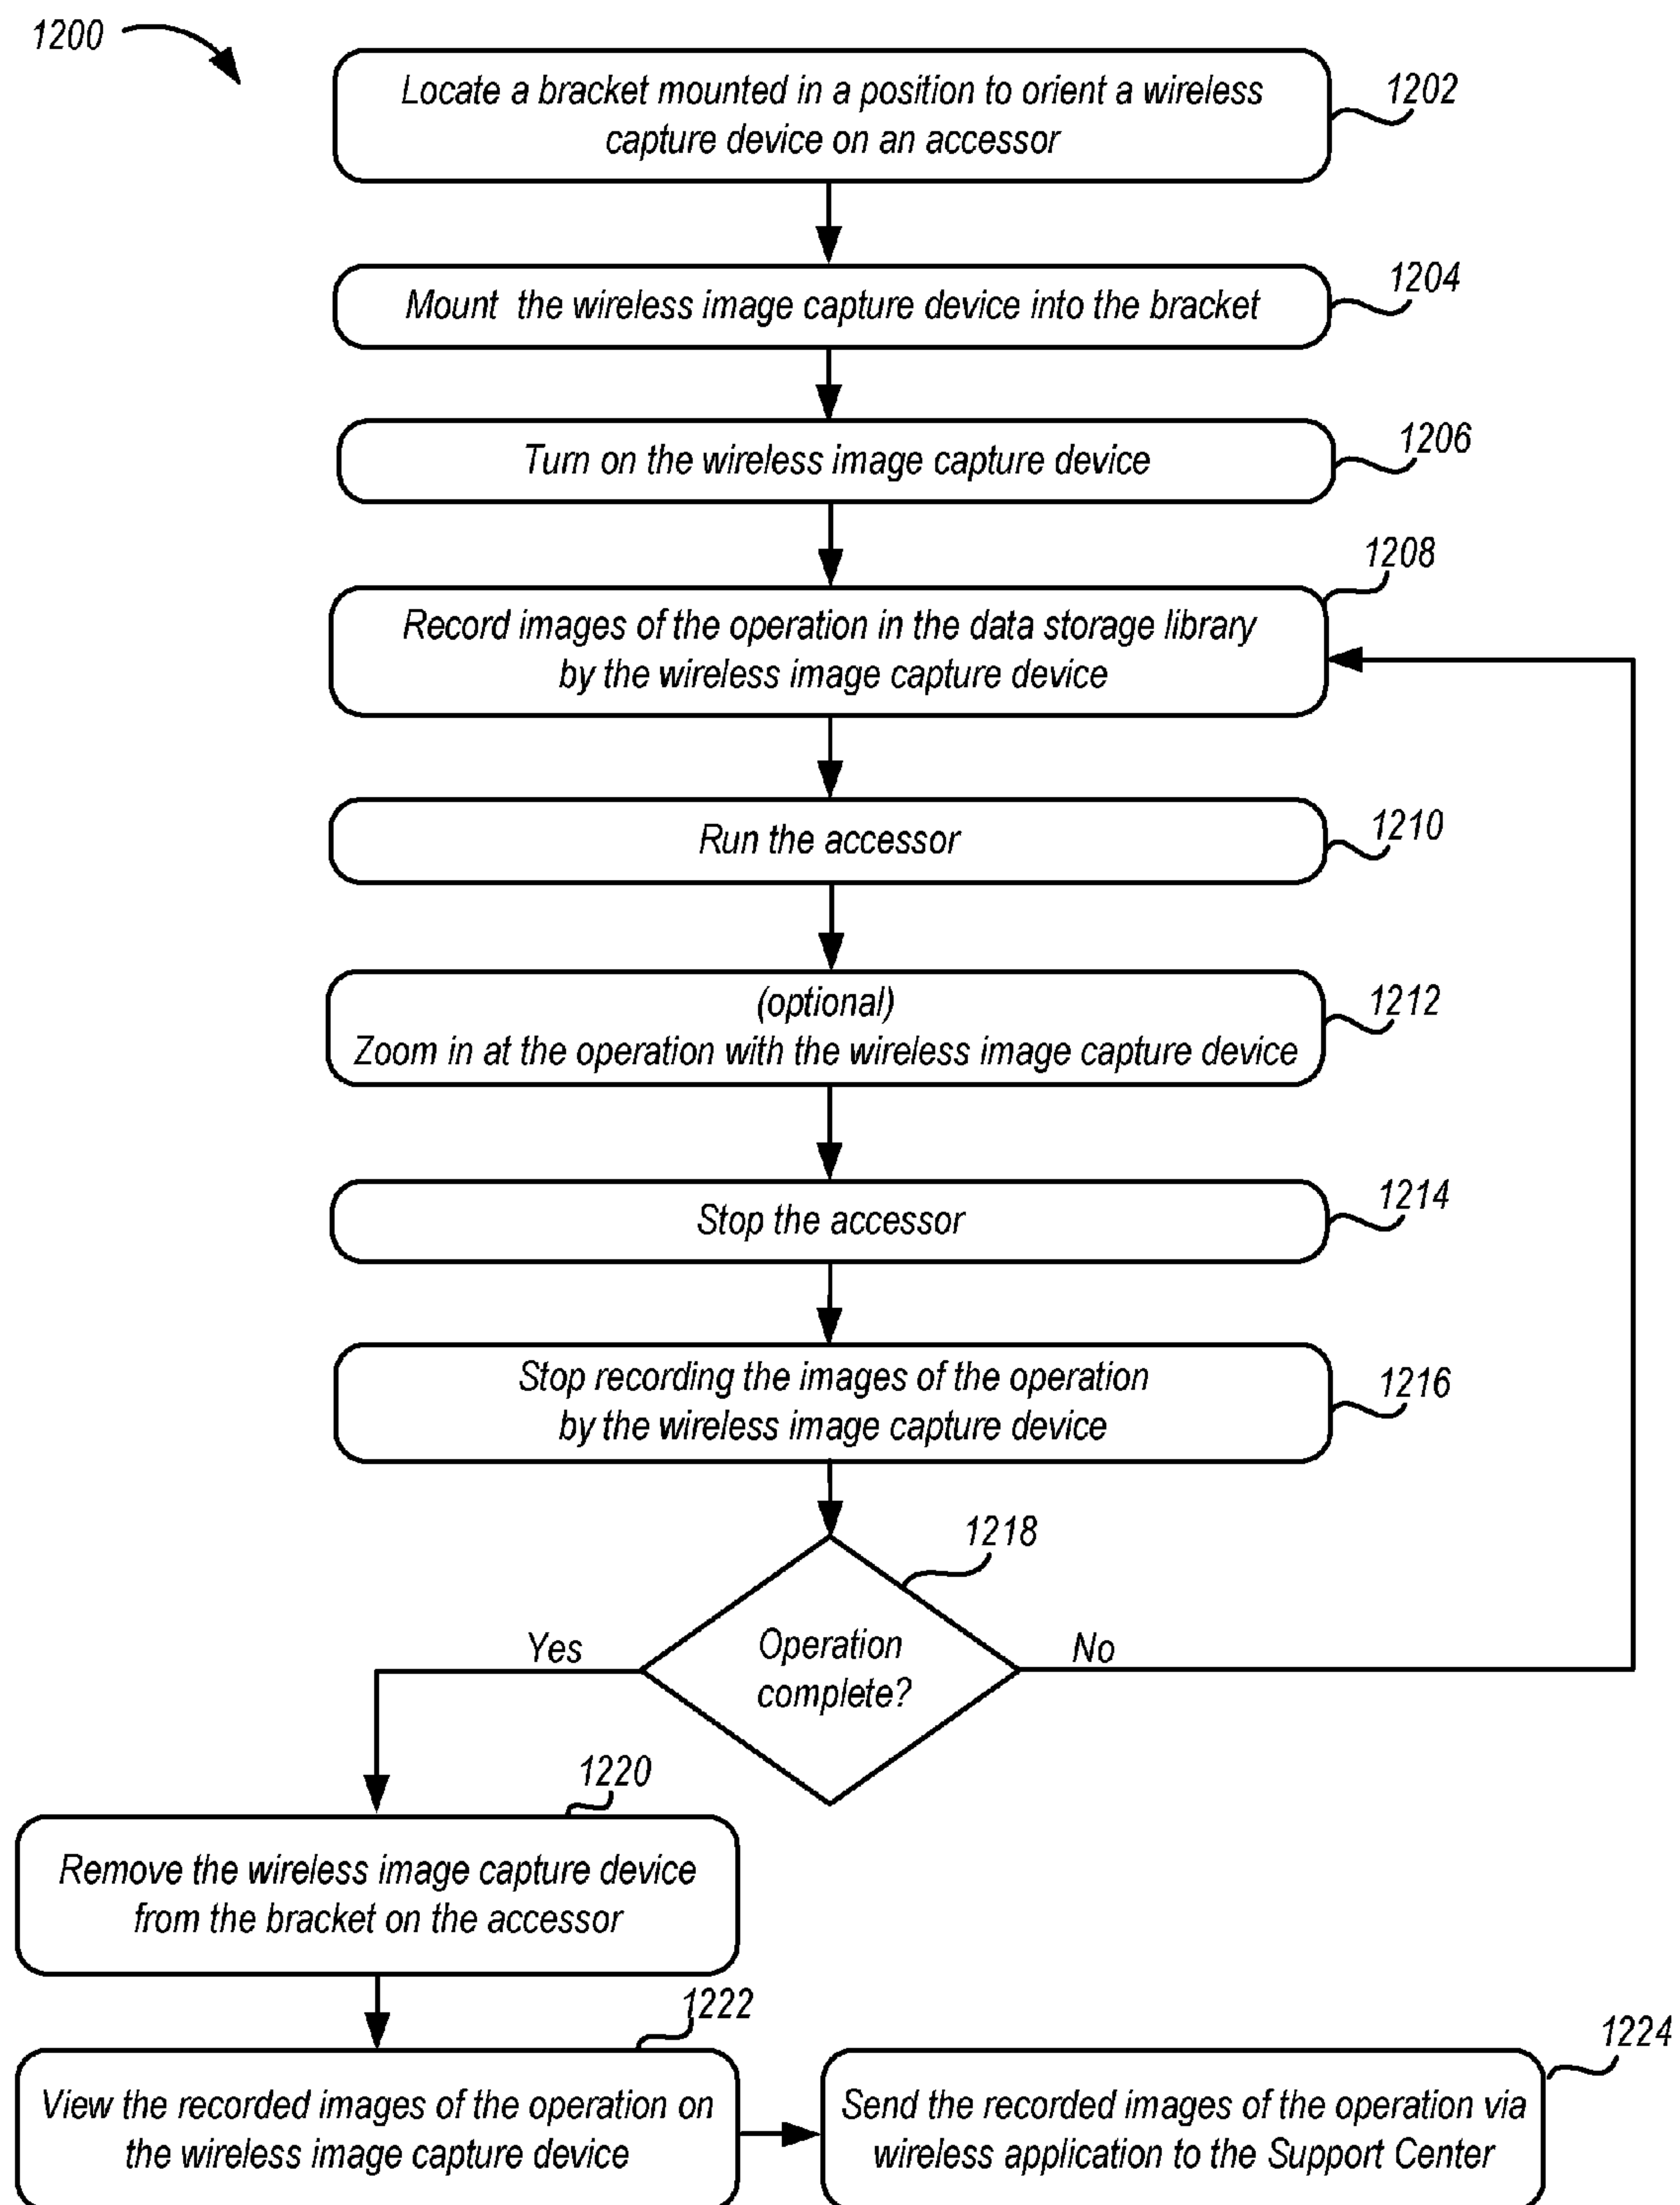 1200
Locate a bracket mounted in a position to orient a wireless
capture device on an accessor
1202
Mount the wireless image capture device into the bracket
1204
Turn on the wireless image capture device
1206
1208
Record images of the operation in the data storage library
by the wireless image capture device
Run the accessor
1210
(optional)
Zoom in at the operation with the wireless image capture device
1212
Stop the accessor
1214
Stop recording the images of the operation
by the wireless image capture device
1216
1218
Operation
complete?
Yes
No
1220
Remove the wireless image capture device
from the bracket on the accessor
1222
View the recorded images of the operation on
the wireless image capture device
1224
Send the recorded images of the operation via
wireless application to the Support Center